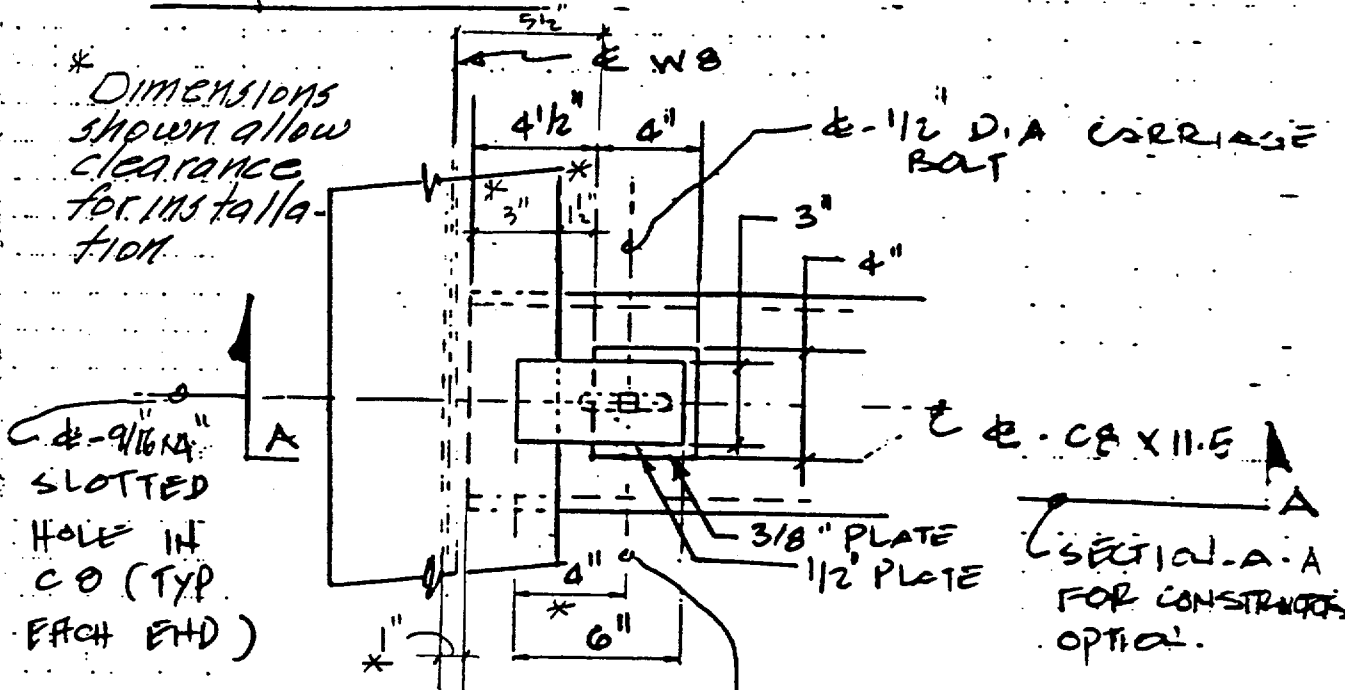 5½"
℄ W8
*
Dimensions
shown allow
clearance
for installa-
tion
4½"
4"
℄-1/2" DIA CARRIAGE
BOLT
*
*
3"
1½"
3"
4"
℄-9/16 x 4"
SLOTTED
HOLE IN
C8 (TYP
EACH END)
A
℄ ℄ - C8 X 11.5
A
3/8" PLATE
1/2" PLATE
SECTION-A-A
FOR CONSTRUCTORS
OPTION.
4"
*
6"
1"
*